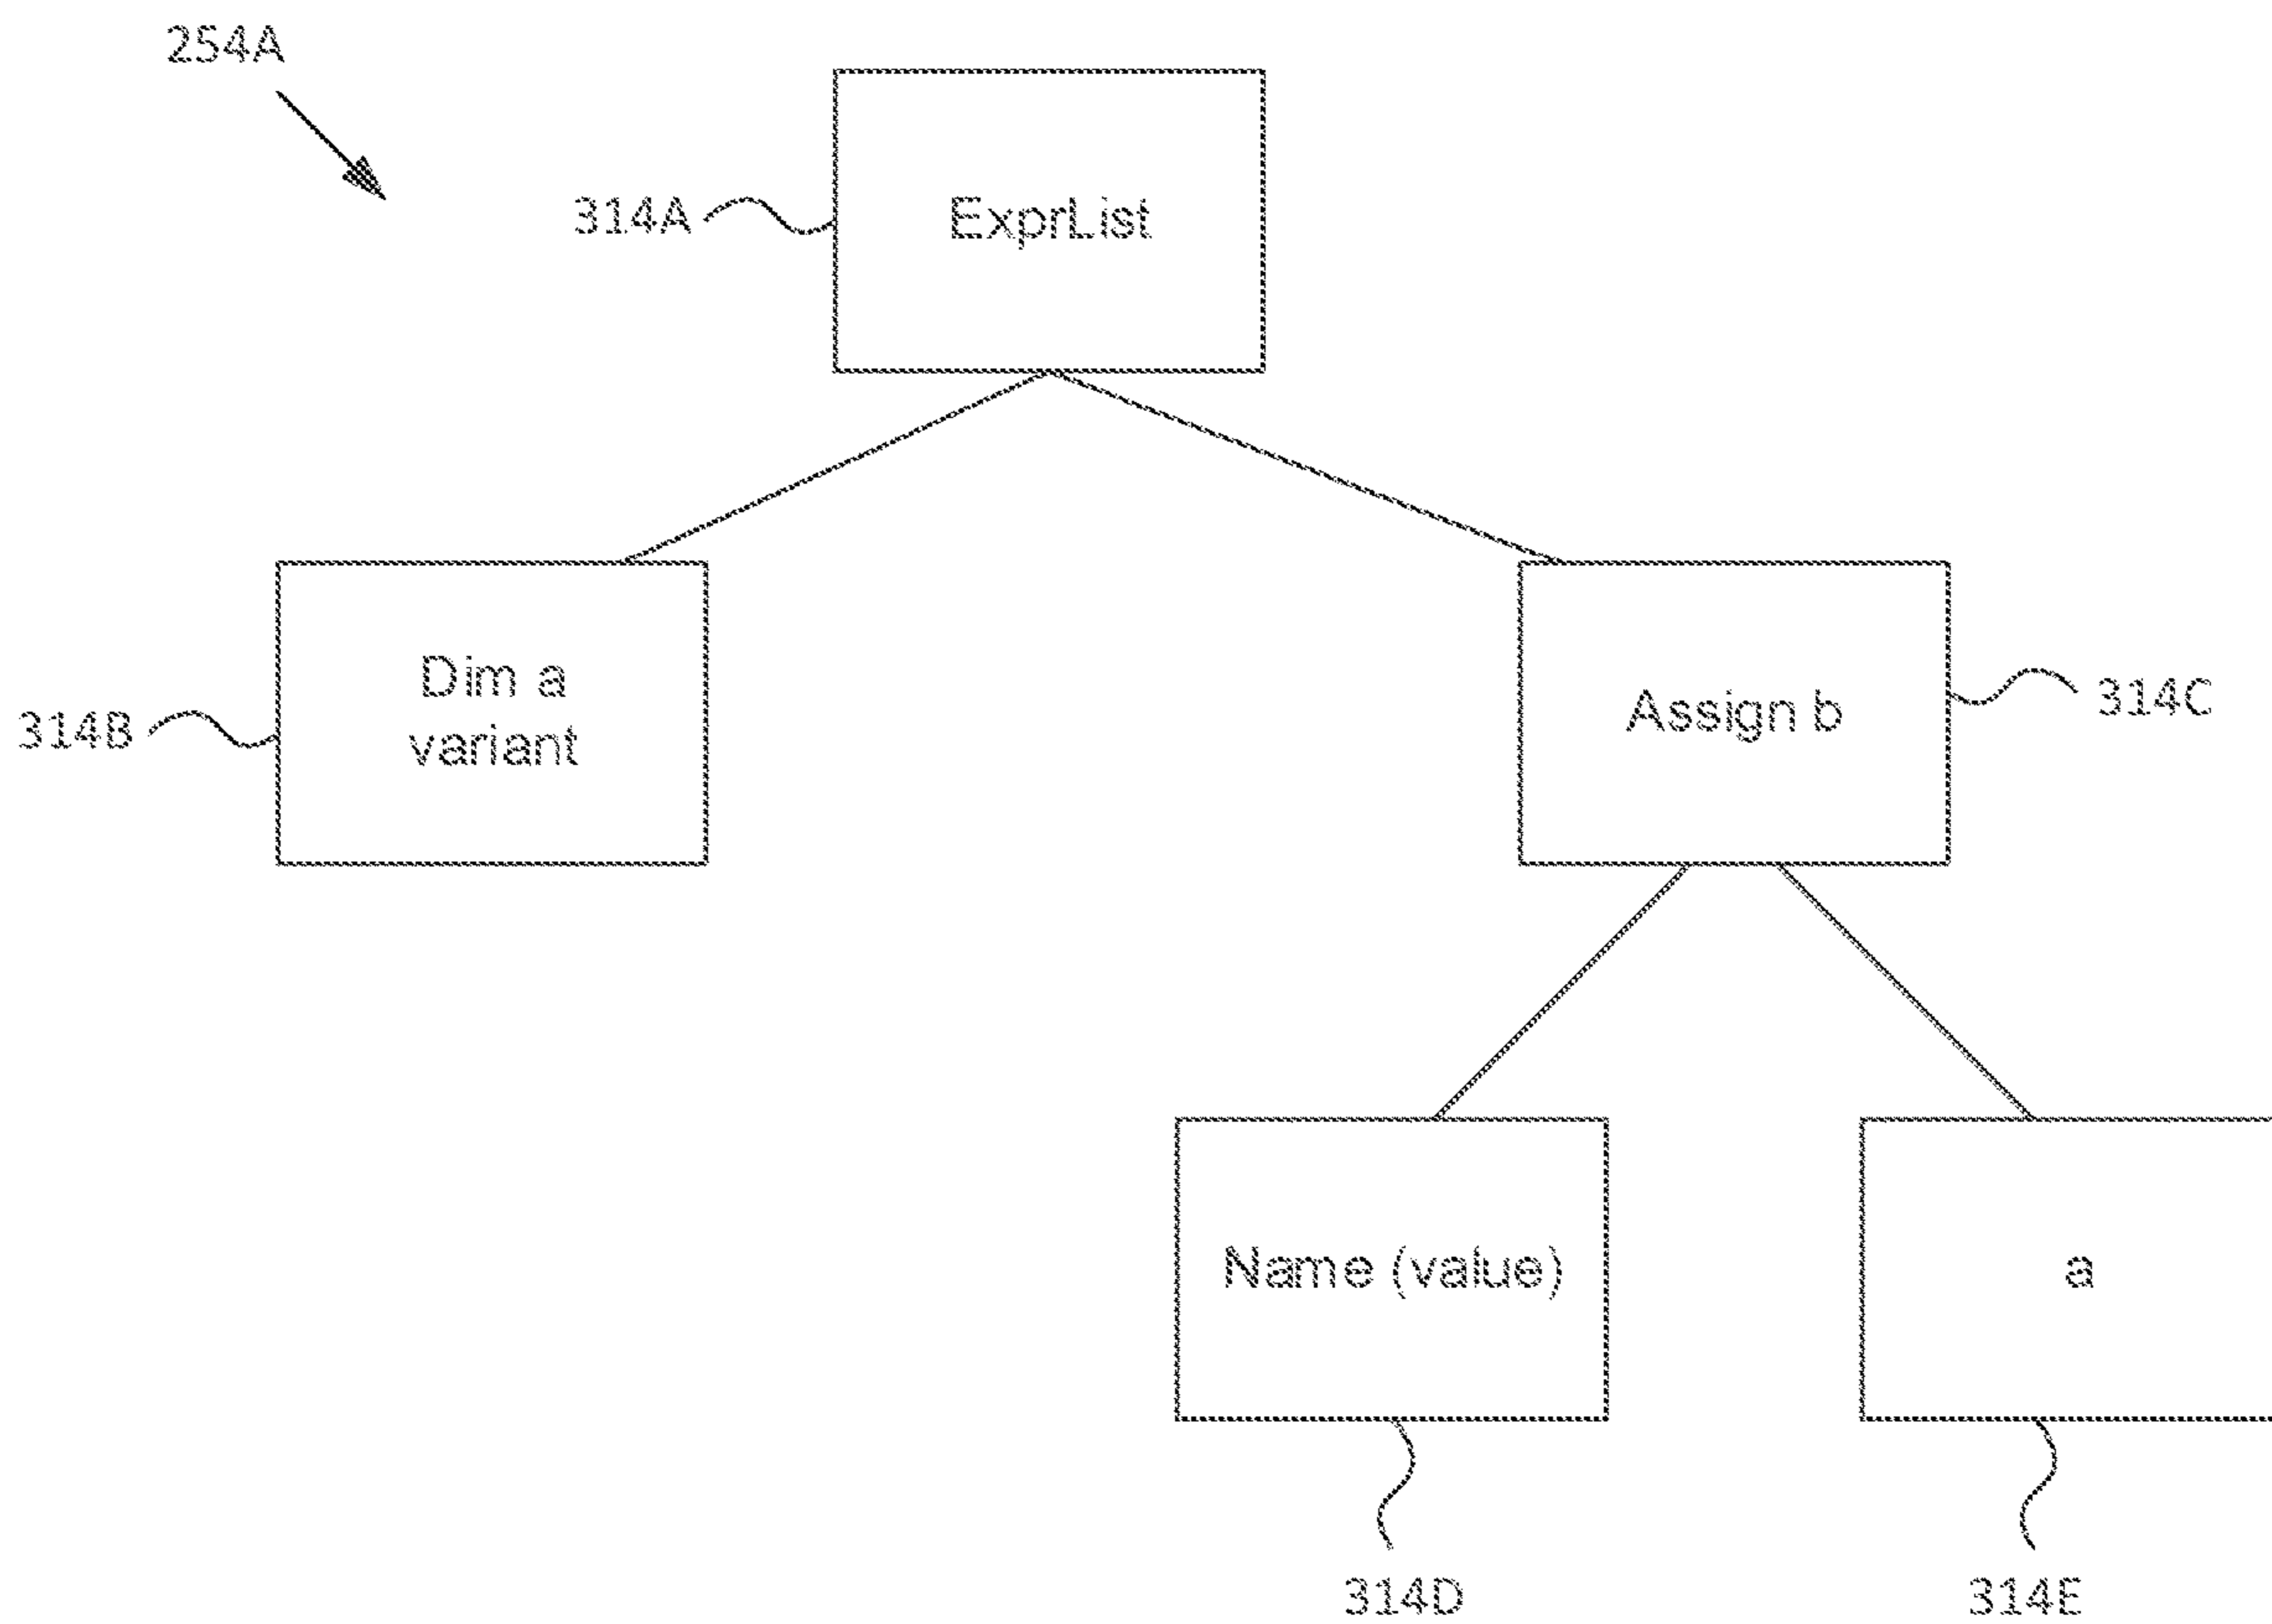 254A
314A
ExprList
Dim a
variant
314B
Assign b
314C
Name (value)
a
314D
314E